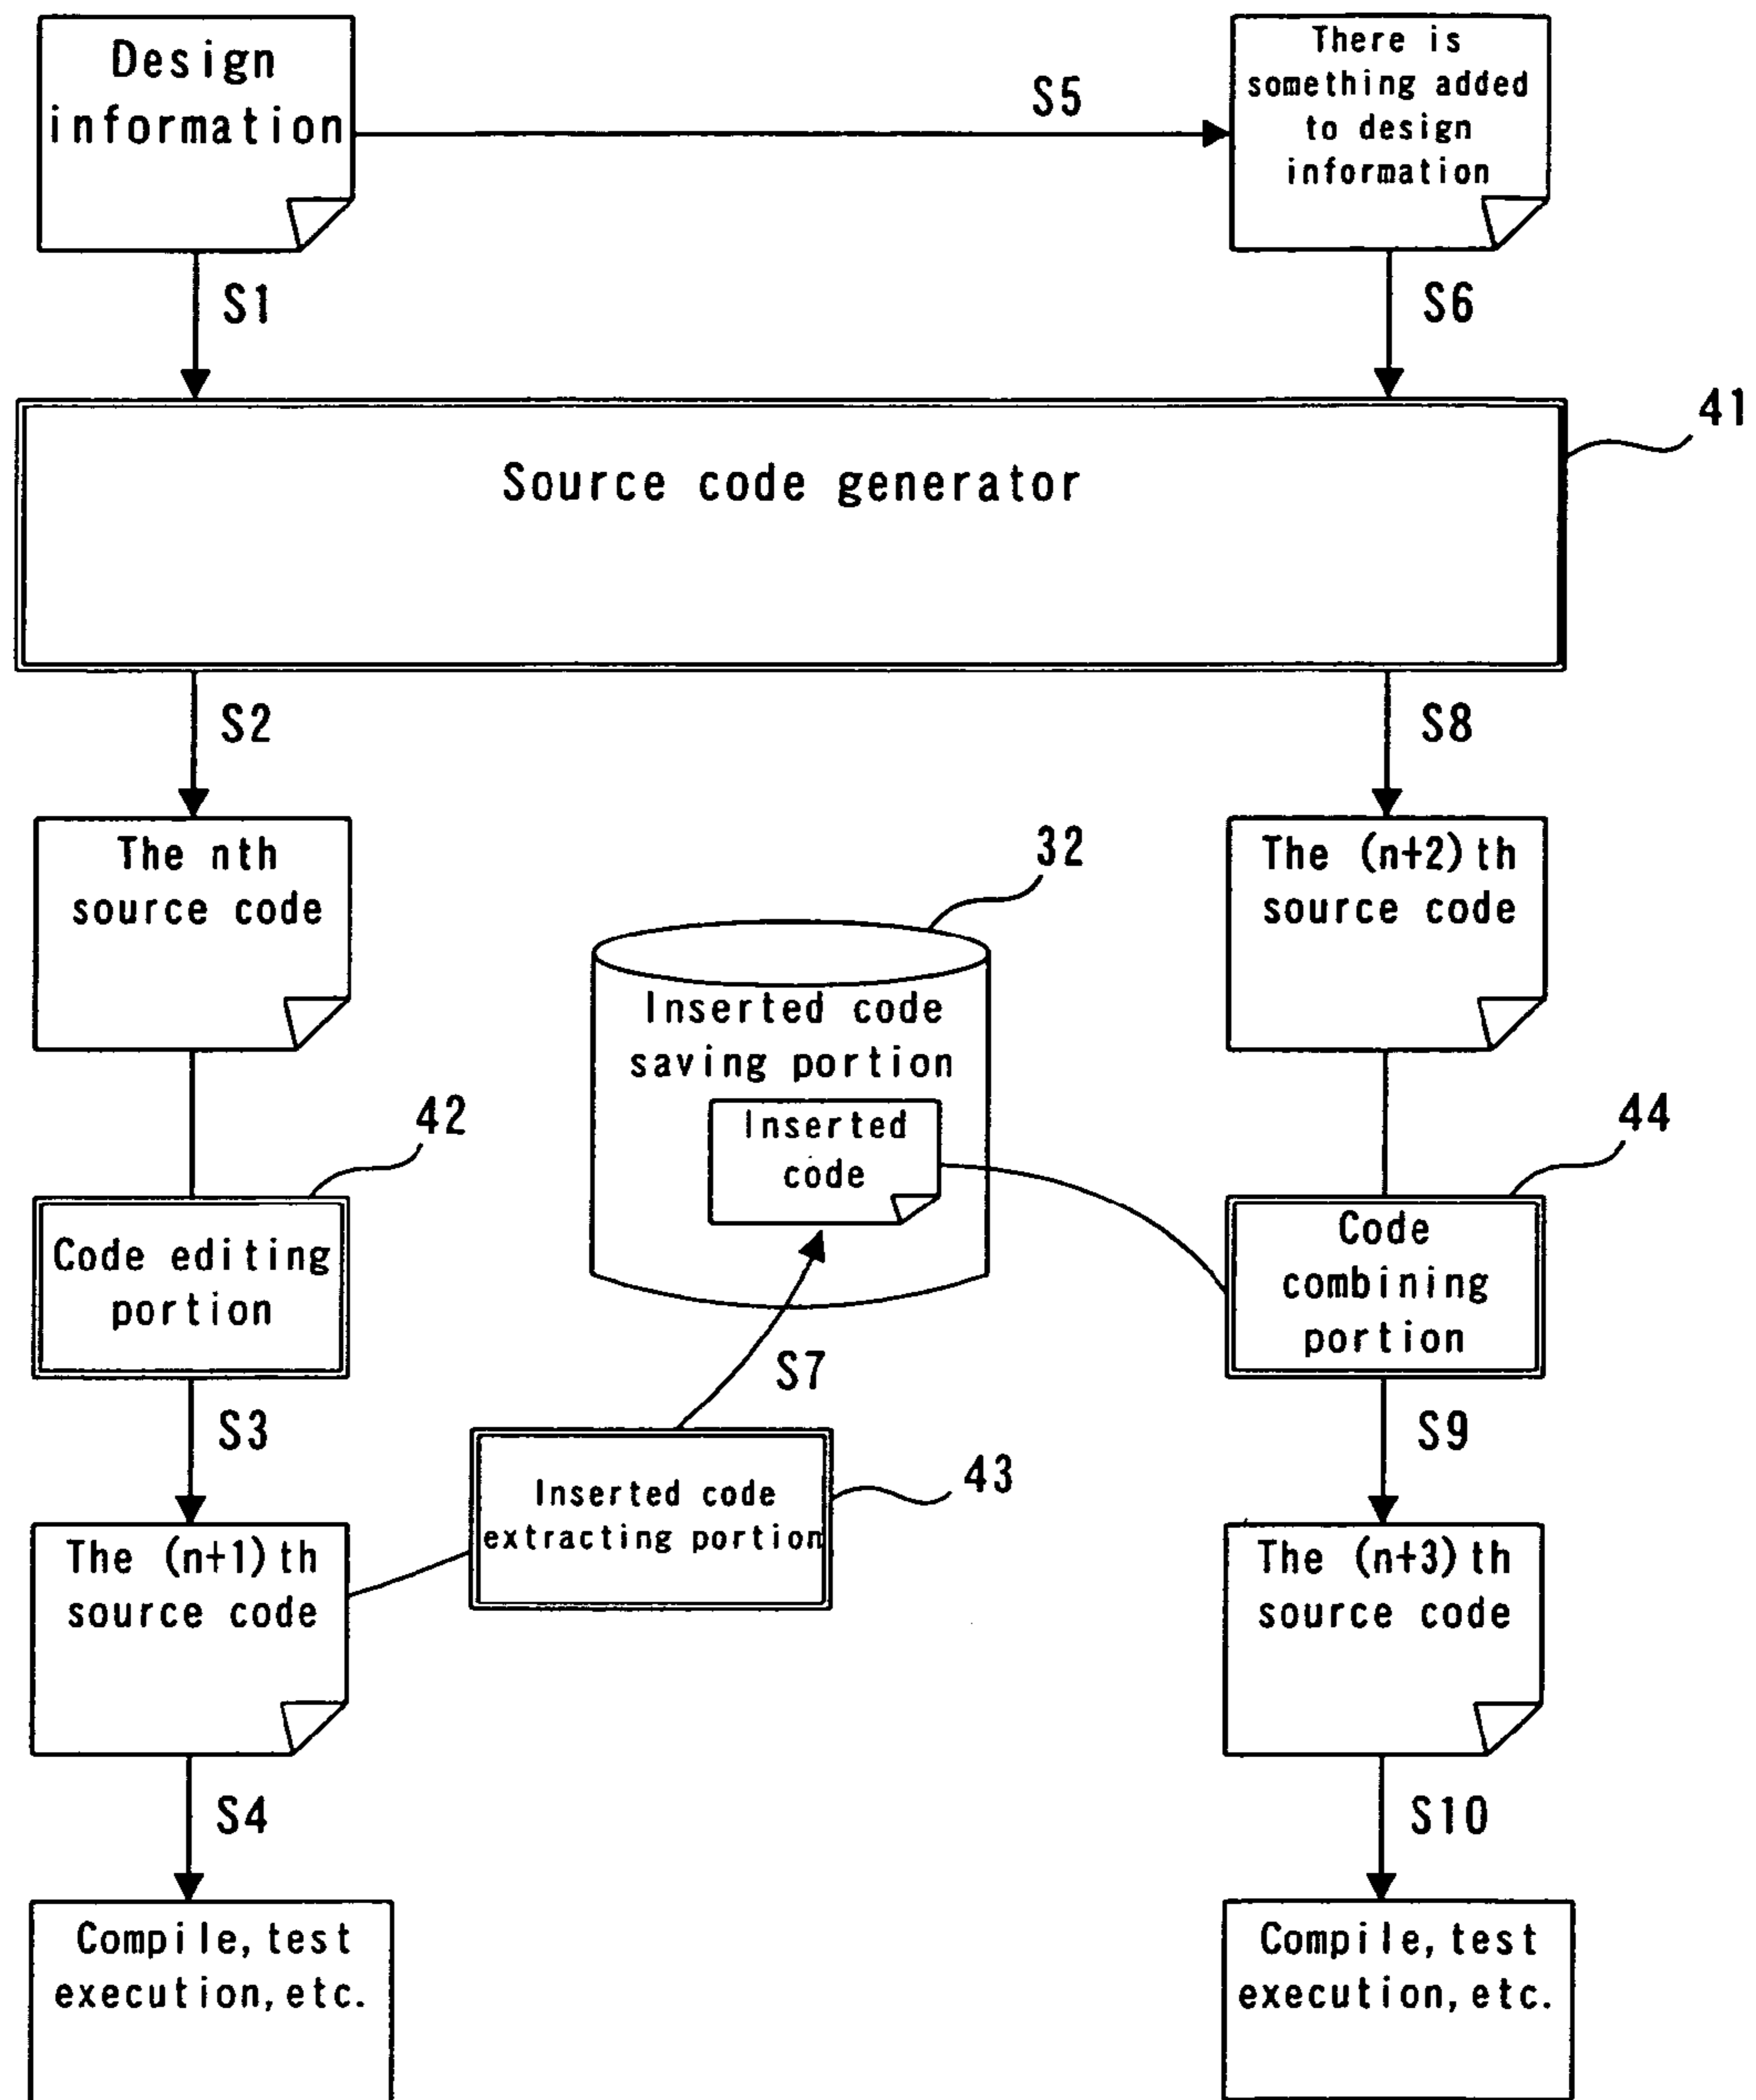 Design
information
S5
There is
something added
to design
information
S1
S6
41
Source code generator
S2
S8
The nth
source code
32
The (n+2)th
source code
Inserted code
saving portion
Inserted
code
42
44
Code editing
portion
Code
combining
portion
S7
S3
S9
Inserted code
extracting portion
43
The (n+1)th
source code
The (n+3)th
source code
S4
S10
Compile, test
execution, etc.
Compile, test
execution, etc.